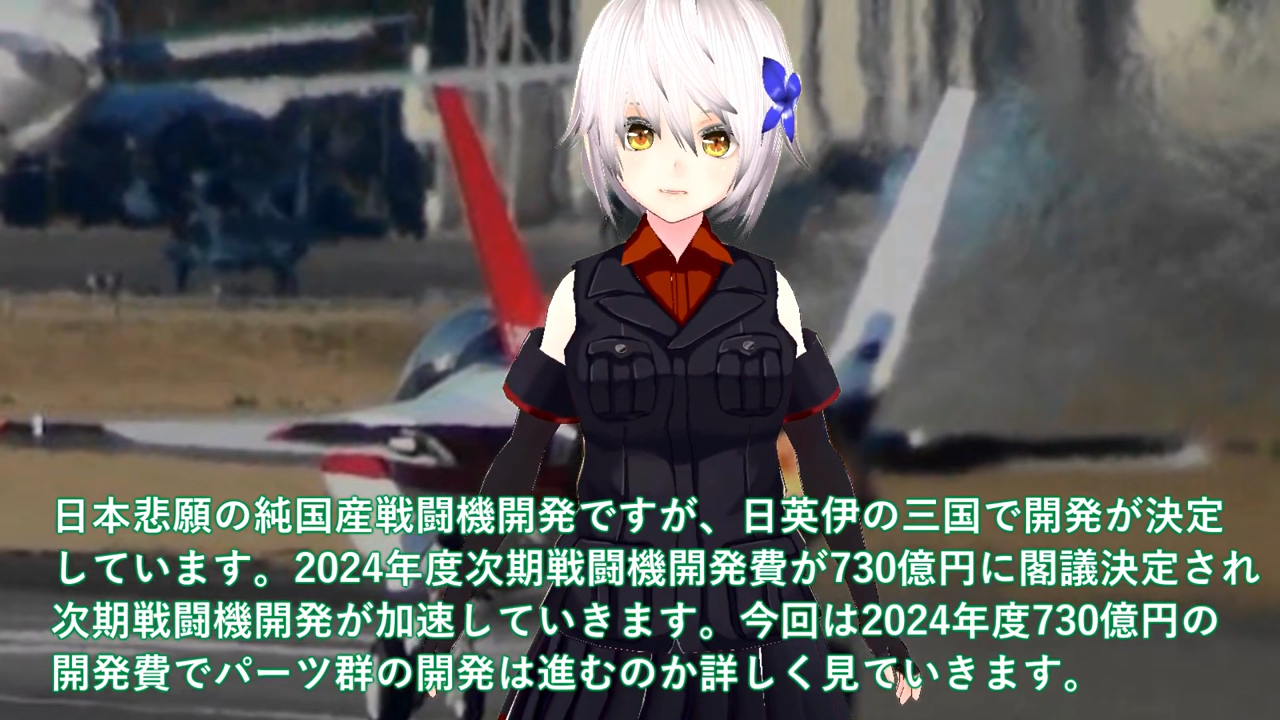 日本悲願の純国産戦闘機開発ですが、日英伊の三国で開発が決定
しています。2024年度次期戦闘機開発費が730億円に閣議決定され
次期戦闘機開発が加速していきます。今回は2024年度730億円の
開発費でパーツ群の開発は進むのか詳しく見ていきます。